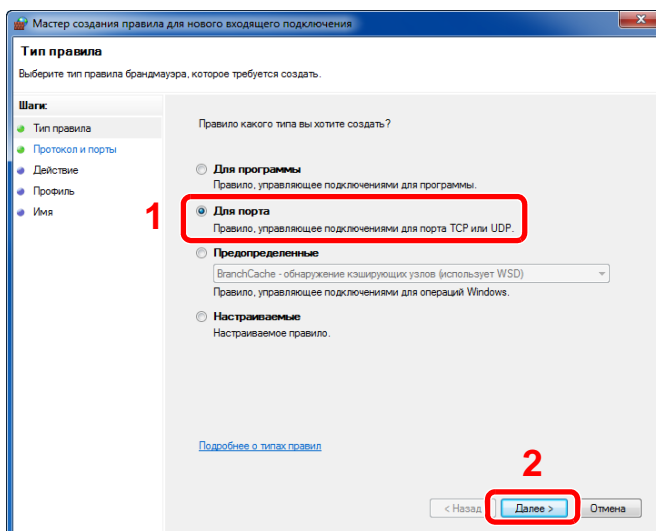 Мастер создания правила для нового входящего подключения
Тип правила
Выберите тип правила брандмауэра, которое требуется создать.
Шаги:
Тип правила
Протокол и порты
Действие
Профиль
Имя
Правило какого типа вы хотите создать?
Для программы
Правило, управляющее подключениями для программы.
1
Для порта
Правило, управляющее подключениями для порта TCP или UDP.
Предопределенные
BranchCache - обнаружение кэширующих узлов (использует WSD)
Правило, управляющее подключениями для операций Windows.
Настраиваемые
Настраиваемое правило.
Подробнее о типах правил
2
< Назад
Далее >
Отмена